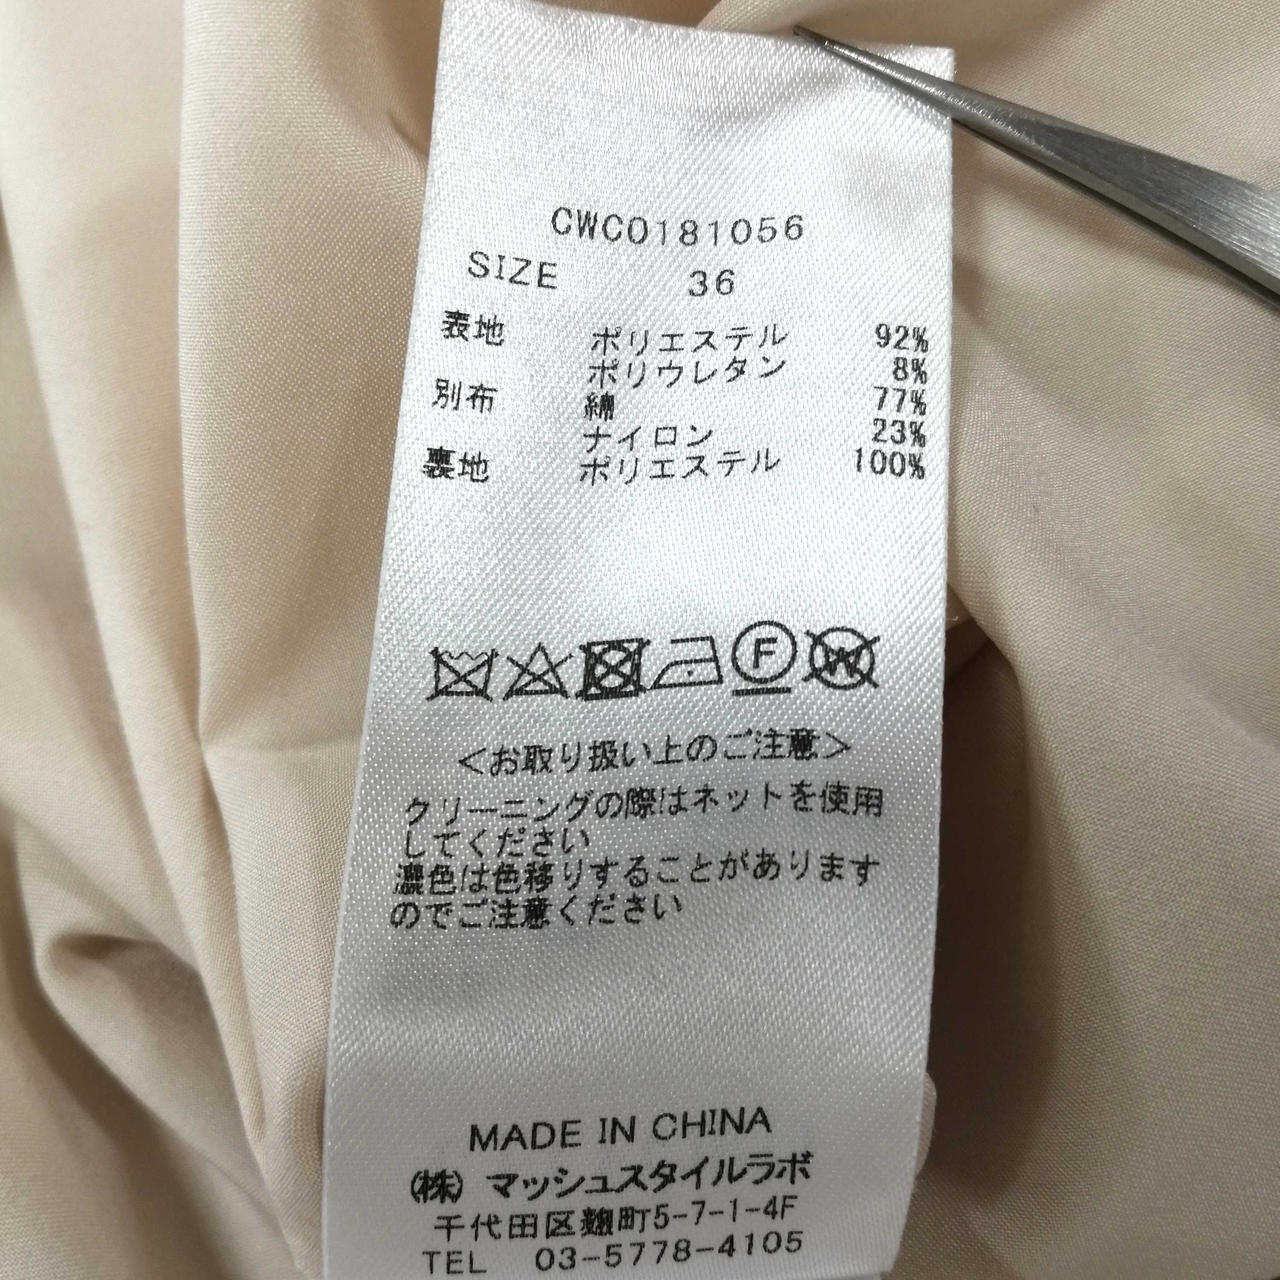 CWCO181056
SIZE 36
表地 ポリエステル 92%
ポリウレタン 8%
別布 綿 77%
ナイロン 23%
裏地 ポリエステル 100%
F
W
<お取り扱い上のご注意>
クリーニングの際はネットを使用
してください
濃色は色移りすることがあります
のでご注意ください
MADE IN CHINA
(株) マッシュスタイルラボ
千代田区麹町5-7-1-4F
TEL 03-5778-4105